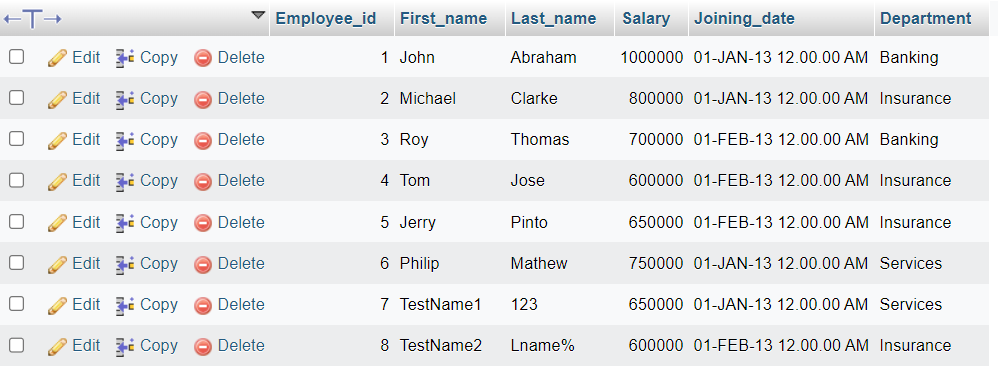 Employee_id First_name Last_name Salary Joining_date Department
Edit Copy Delete 1 John Abraham 1000000 01-JAN-13 12.00.00 AM Banking
Edit Copy Delete 2 Michael Clarke 800000 01-JAN-13 12.00.00 AM Insurance
Edit Copy Delete 3 Roy Thomas 700000 01-FEB-13 12.00.00 AM Banking
Edit Copy Delete 4 Tom Jose 600000 01-FEB-13 12.00.00 AM Insurance
Edit Copy Delete 5 Jerry Pinto 650000 01-FEB-13 12.00.00 AM Insurance
Edit Copy Delete 6 Philip Mathew 750000 01-JAN-13 12.00.00 AM Services
Edit Copy Delete 7 TestName1 123 650000 01-JAN-13 12.00.00 AM Services
Edit Copy Delete 8 TestName2 Lname% 600000 01-FEB-13 12.00.00 AM Insurance